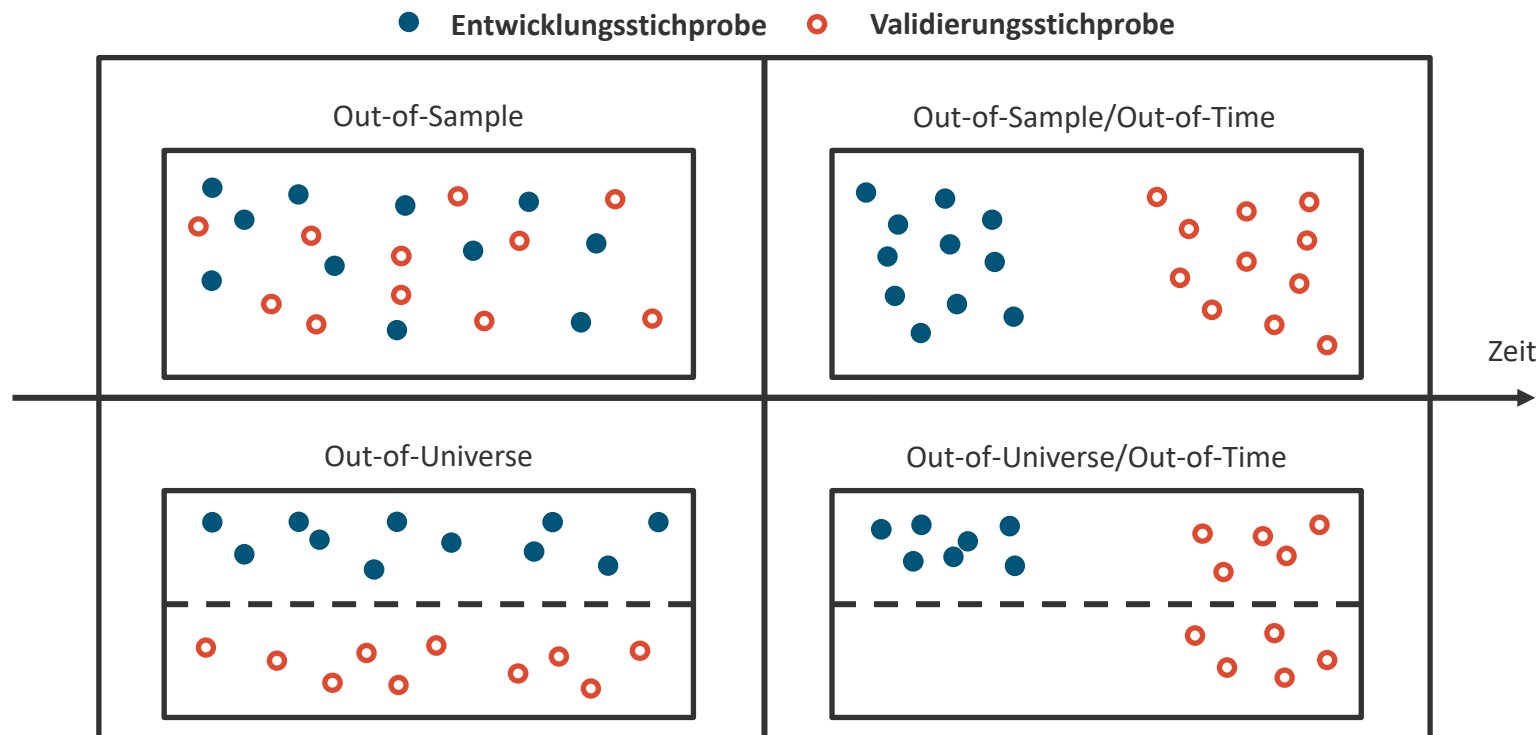 Entwicklungsstichprobe Validierungsstichprobe
Out-of-Sample
Out-of-Sample/Out-of-Time
Zeit
Out-of-Universe
Out-of-Universe/Out-of-Time